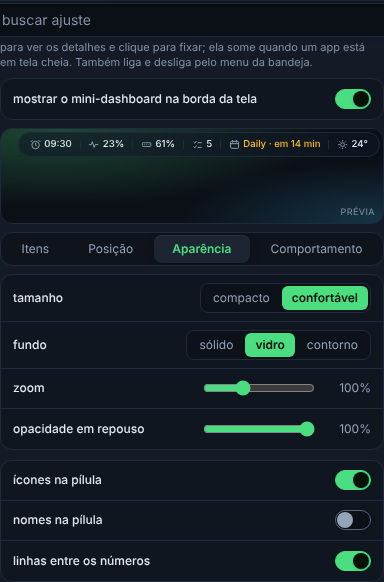 buscar ajuste
para ver os detalhes e clique para fixar; ela some quando um app está
em tela cheia. Também liga e desliga pelo menu da bandeja.
mostrar o mini-dashboard na borda da tela
09:30 23% 61% 5 Daily · em 14 min 24°
PRÉVIA
Itens Posição Aparência Comportamento
tamanho compacto confortável
fundo sólido vidro contorno
zoom 100%
opacidade em repouso 100%
ícones na pílula
nomes na pílula
linhas entre os números